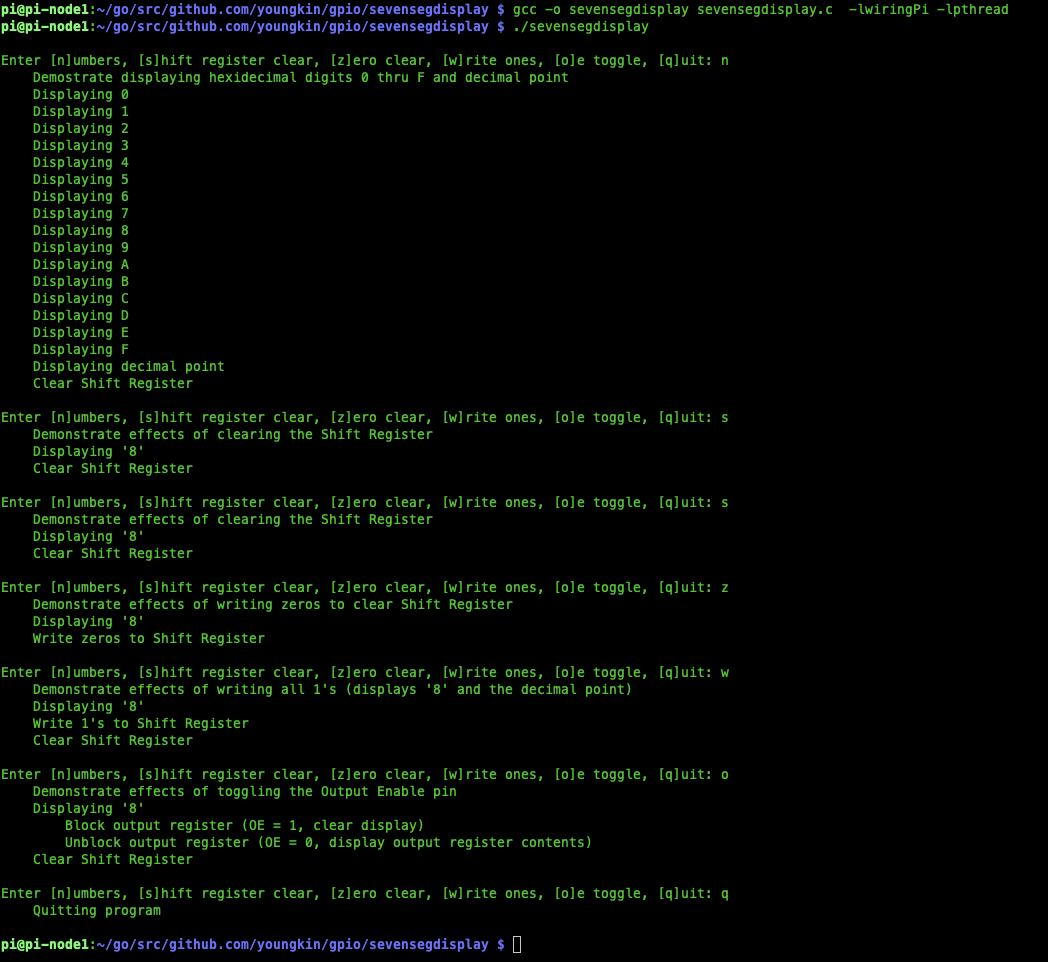 pi@pi-node1:~/go/src/github.com/youngkin/gpio/sevensegdisplay $ gcc -o sevensegdisplay sevensegdisplay.c  -lwiringPi -lpthread
pi@pi-node1:~/go/src/github.com/youngkin/gpio/sevensegdisplay $ ./sevensegdisplay

Enter [n]umbers, [s]hift register clear, [z]ero clear, [w]rite ones, [o]e toggle, [q]uit: n
    Demostrate displaying hexidecimal digits 0 thru F and decimal point
    Displaying 0
    Displaying 1
    Displaying 2
    Displaying 3
    Displaying 4
    Displaying 5
    Displaying 6
    Displaying 7
    Displaying 8
    Displaying 9
    Displaying A
    Displaying B
    Displaying C
    Displaying D
    Displaying E
    Displaying F
    Displaying decimal point
    Clear Shift Register

Enter [n]umbers, [s]hift register clear, [z]ero clear, [w]rite ones, [o]e toggle, [q]uit: s
    Demonstrate effects of clearing the Shift Register
    Displaying '8'
    Clear Shift Register

Enter [n]umbers, [s]hift register clear, [z]ero clear, [w]rite ones, [o]e toggle, [q]uit: s
    Demonstrate effects of clearing the Shift Register
    Displaying '8'
    Clear Shift Register

Enter [n]umbers, [s]hift register clear, [z]ero clear, [w]rite ones, [o]e toggle, [q]uit: z
    Demonstrate effects of writing zeros to clear Shift Register
    Displaying '8'
    Write zeros to Shift Register

Enter [n]umbers, [s]hift register clear, [z]ero clear, [w]rite ones, [o]e toggle, [q]uit: w
    Demonstrate effects of writing all 1's (displays '8' and the decimal point)
    Displaying '8'
    Write 1's to Shift Register
    Clear Shift Register

Enter [n]umbers, [s]hift register clear, [z]ero clear, [w]rite ones, [o]e toggle, [q]uit: o
    Demonstrate effects of toggling the Output Enable pin
    Displaying '8'
        Block output register (OE = 1, clear display)
        Unblock output register (OE = 0, display output register contents)
    Clear Shift Register

Enter [n]umbers, [s]hift register clear, [z]ero clear, [w]rite ones, [o]e toggle, [q]uit: q
    Quitting program

pi@pi-node1:~/go/src/github.com/youngkin/gpio/sevensegdisplay $